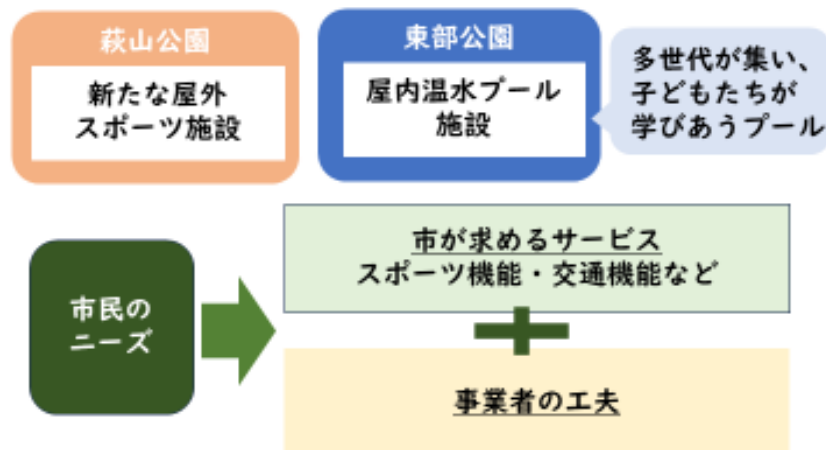 萩山公園
新たな屋外
スポーツ施設
東部公園
屋内温水プール
施設
多世代が集い、
子どもたちが
学びあうプール
市民の
ニーズ
市が求めるサービス
スポーツ機能・交通機能など
事業者の工夫